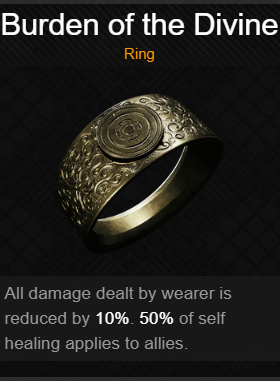 Burden of the Divine
Ring
All damage dealt by wearer is
reduced by 10%. 50% of self
healing applies to allies.